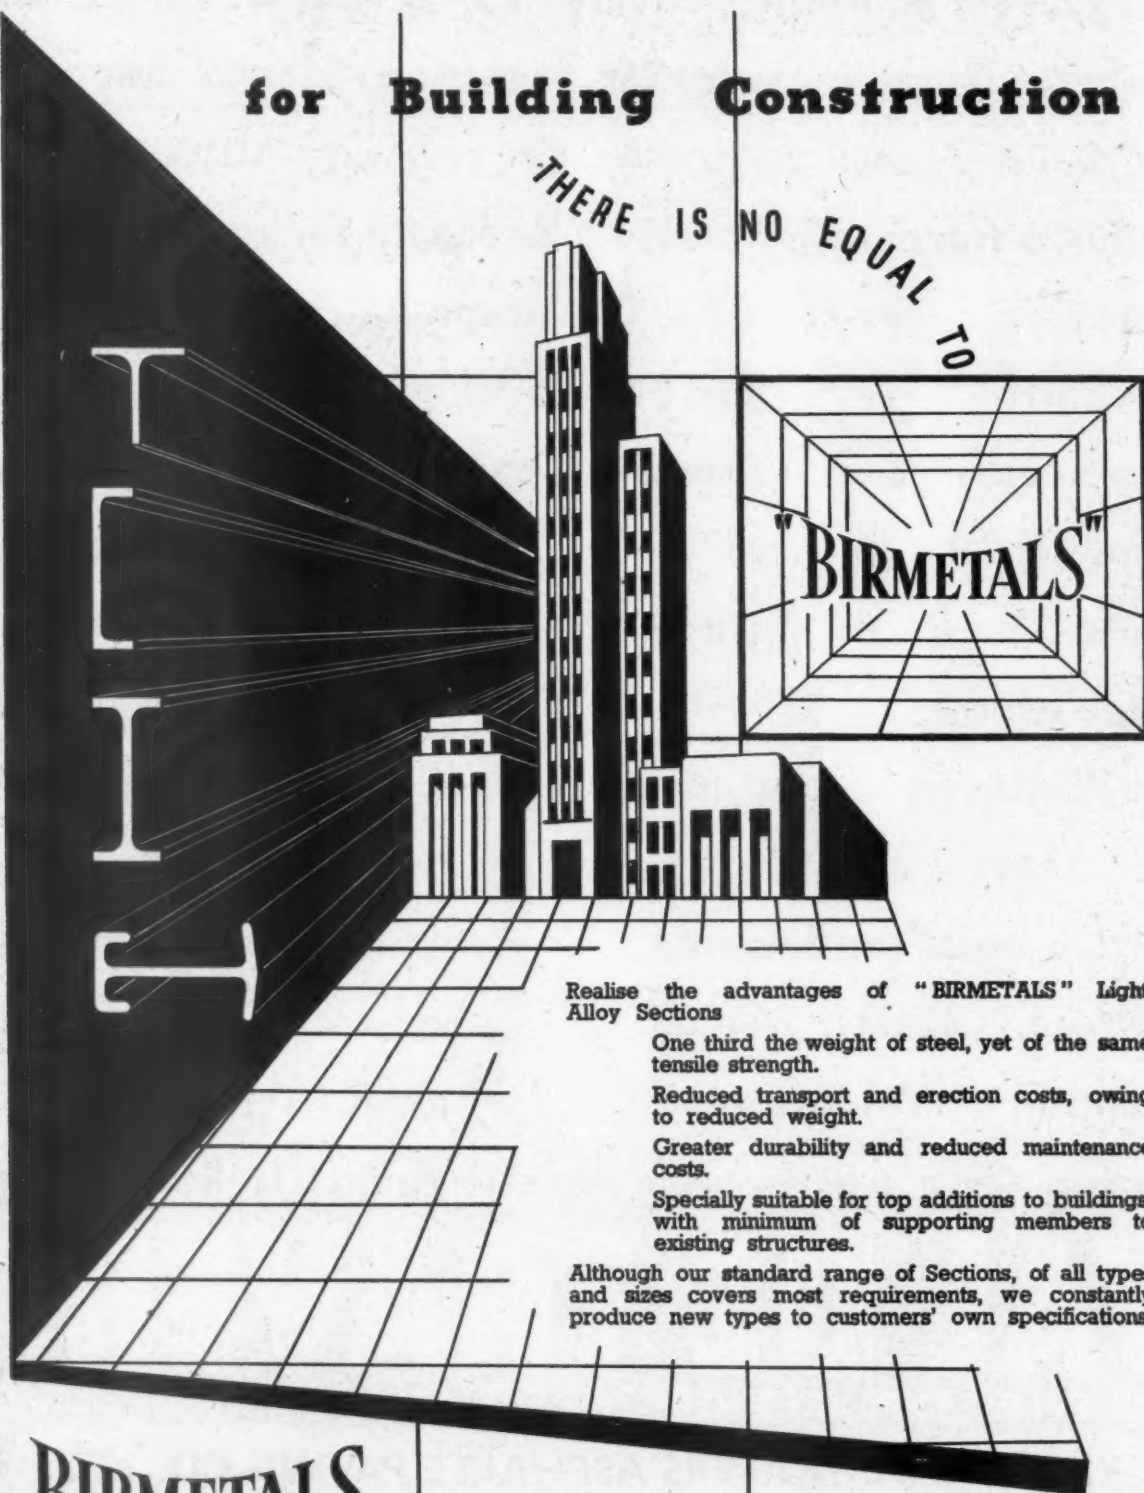 for Building Construction
THERE IS NO EQUAL TO
"BIRMETALS"
Realise the advantages of "BIRMETALS" Light
Alloy Sections
One third the weight of steel, yet of the same
tensile strength.
Reduced transport and erection costs, owing
to reduced weight.
Greater durability and reduced maintenance
costs.
Specially suitable for top additions to buildings
with minimum of supporting members to
existing structures.
Although our standard range of Sections, of all types
and sizes covers most requirements, we constantly
produce new types to customers' own specifications
BIRMETALS